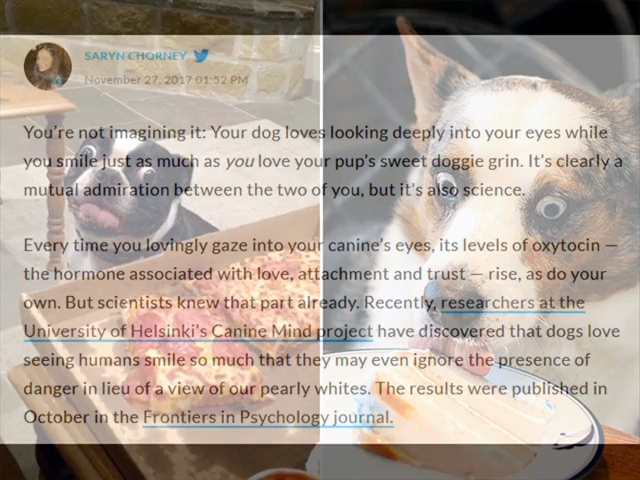 SARYN CHORNEY
November 27, 2017 01:52 PM
You're not imagining it: Your dog loves looking deeply into your eyes while
you smile just as much as you love your pup's sweet doggie grin. It's clearly a
mutual admiration between the two of you, but it's also science.
Every time you lovingly gaze into your canine's eyes, its levels of oxytocin —
the hormone associated with love, attachment and trust — rise, as do your
own. But scientists knew that part already. Recently, researchers at the
University of Helsinki's Canine Mind project have discovered that dogs love
seeing humans smile so much that they may even ignore the presence of
danger in lieu of a view of our pearly whites. The results were published in
October in the Frontiers in Psychology journal.